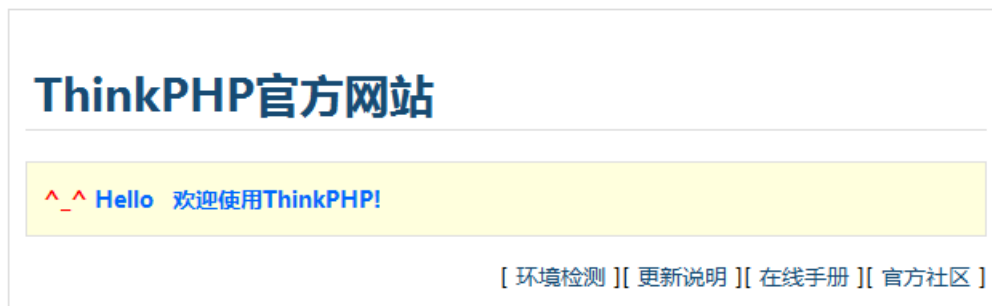 ThinkPHP官方网站
^_^ Hello 欢迎使用ThinkPHP!
[ 环境检测 ][ 更新说明 ][ 在线手册 ][ 官方社区 ]